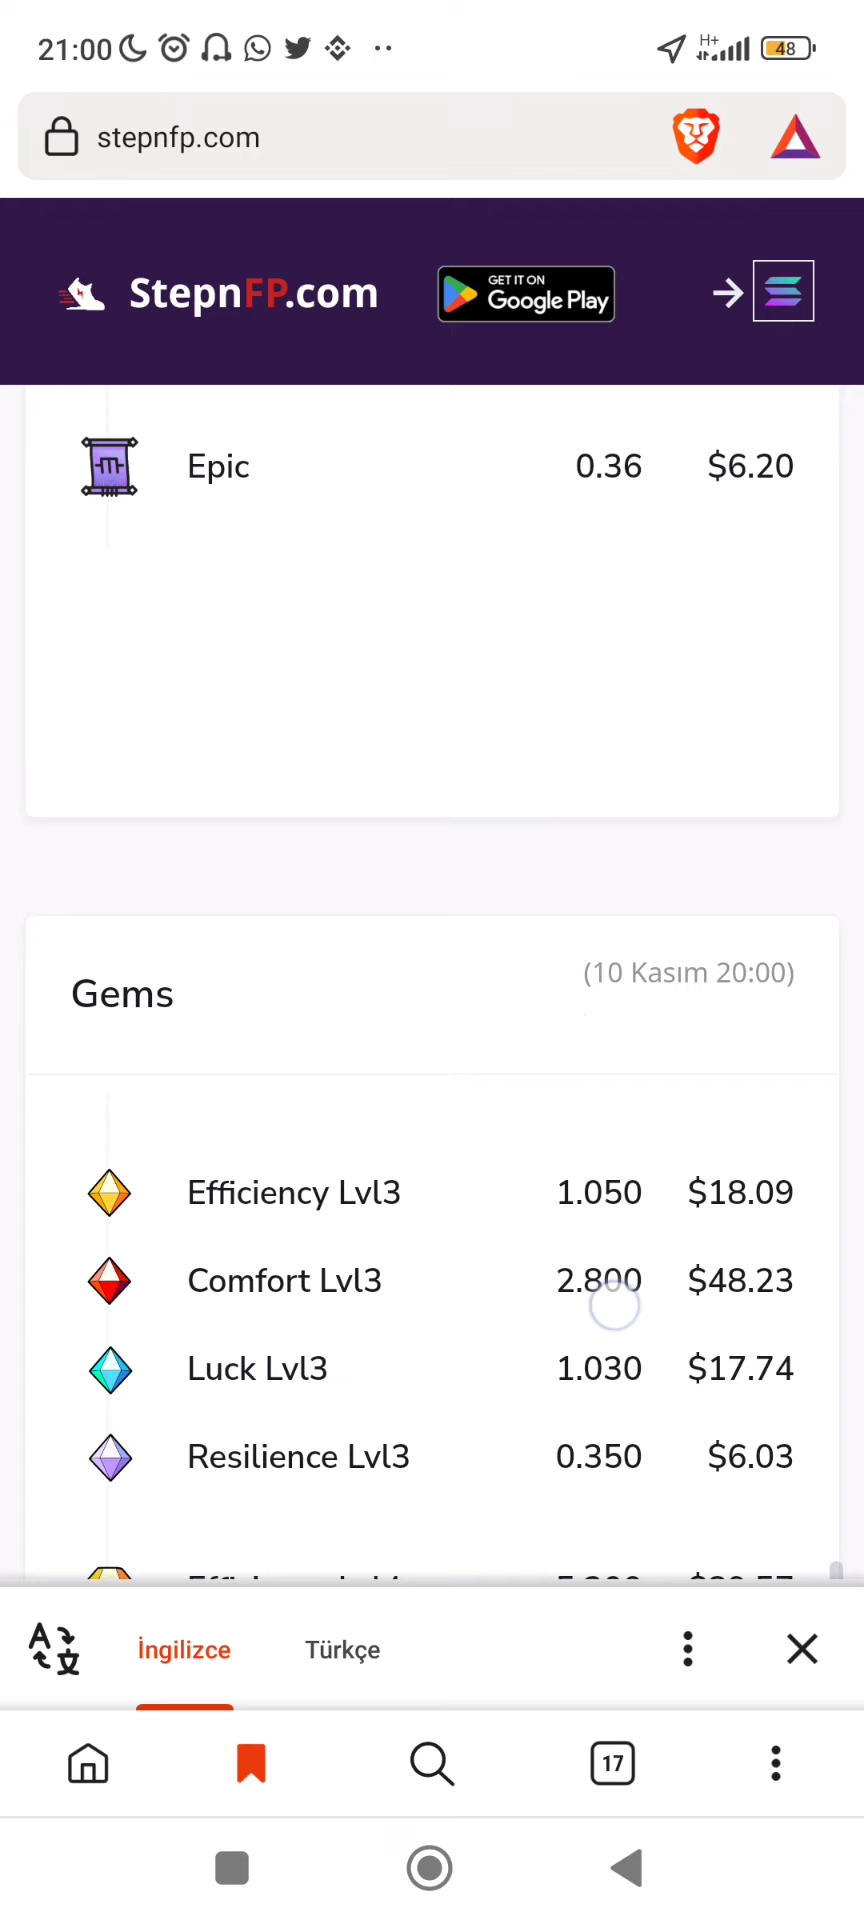 21:00 H+ 48
stepnfp.com
StepnFP.com GET IT ON Google Play
Epic 0.36 $6.20
Gems (10 Kasım 20:00)
Efficiency Lvl3 1.050 $18.09
Comfort Lvl3 2.800 $48.23
Luck Lvl3 1.030 $17.74
Resilience Lvl3 0.350 $6.03
İngilizce Türkçe
17